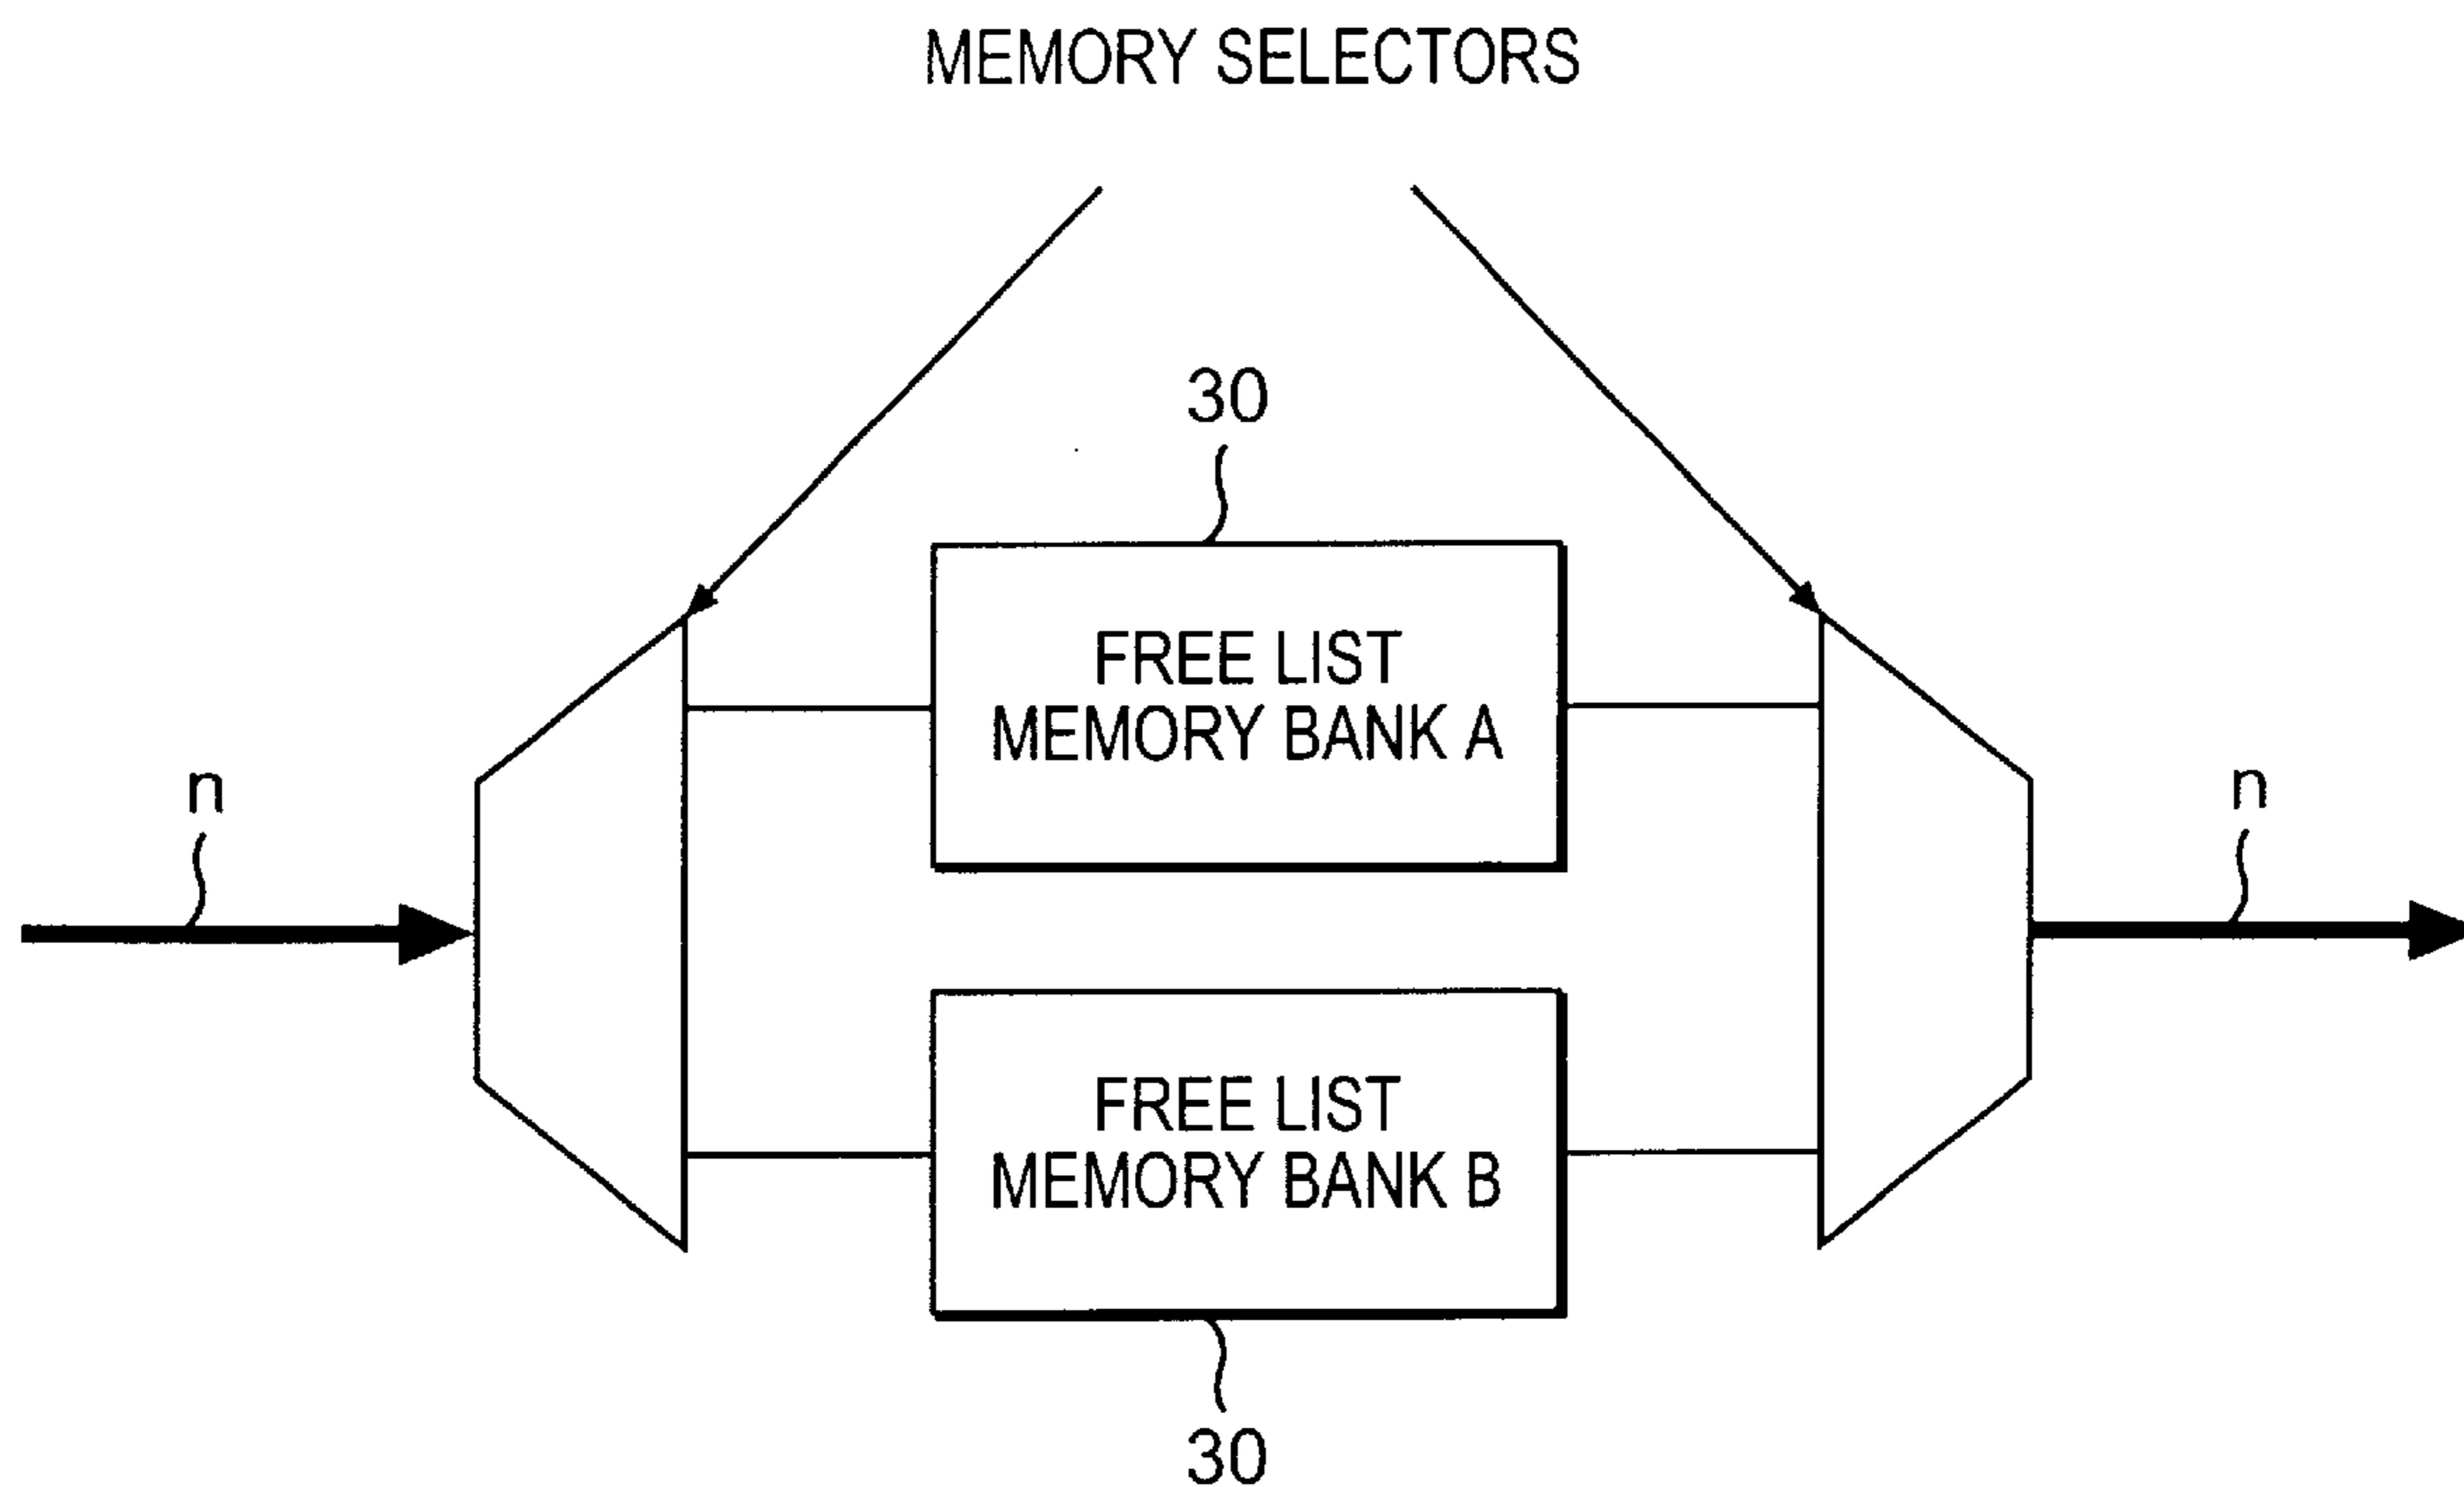 MEMORY SELECTORS
30
FREE LIST
MEMORY BANK A
n
n
FREE LIST
MEMORY BANK B
30